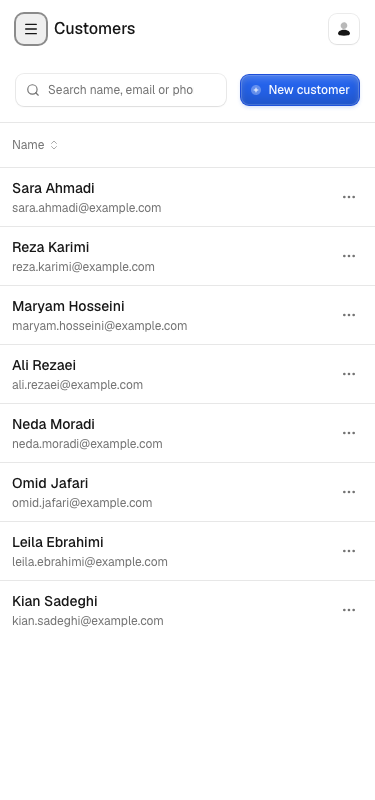 Customers
Search name, email or pho
New customer
Name
Sara Ahmadi
sara.ahmadi@example.com
Reza Karimi
reza.karimi@example.com
Maryam Hosseini
maryam.hosseini@example.com
Ali Rezaei
ali.rezaei@example.com
Neda Moradi
neda.moradi@example.com
Omid Jafari
omid.jafari@example.com
Leila Ebrahimi
leila.ebrahimi@example.com
Kian Sadeghi
kian.sadeghi@example.com